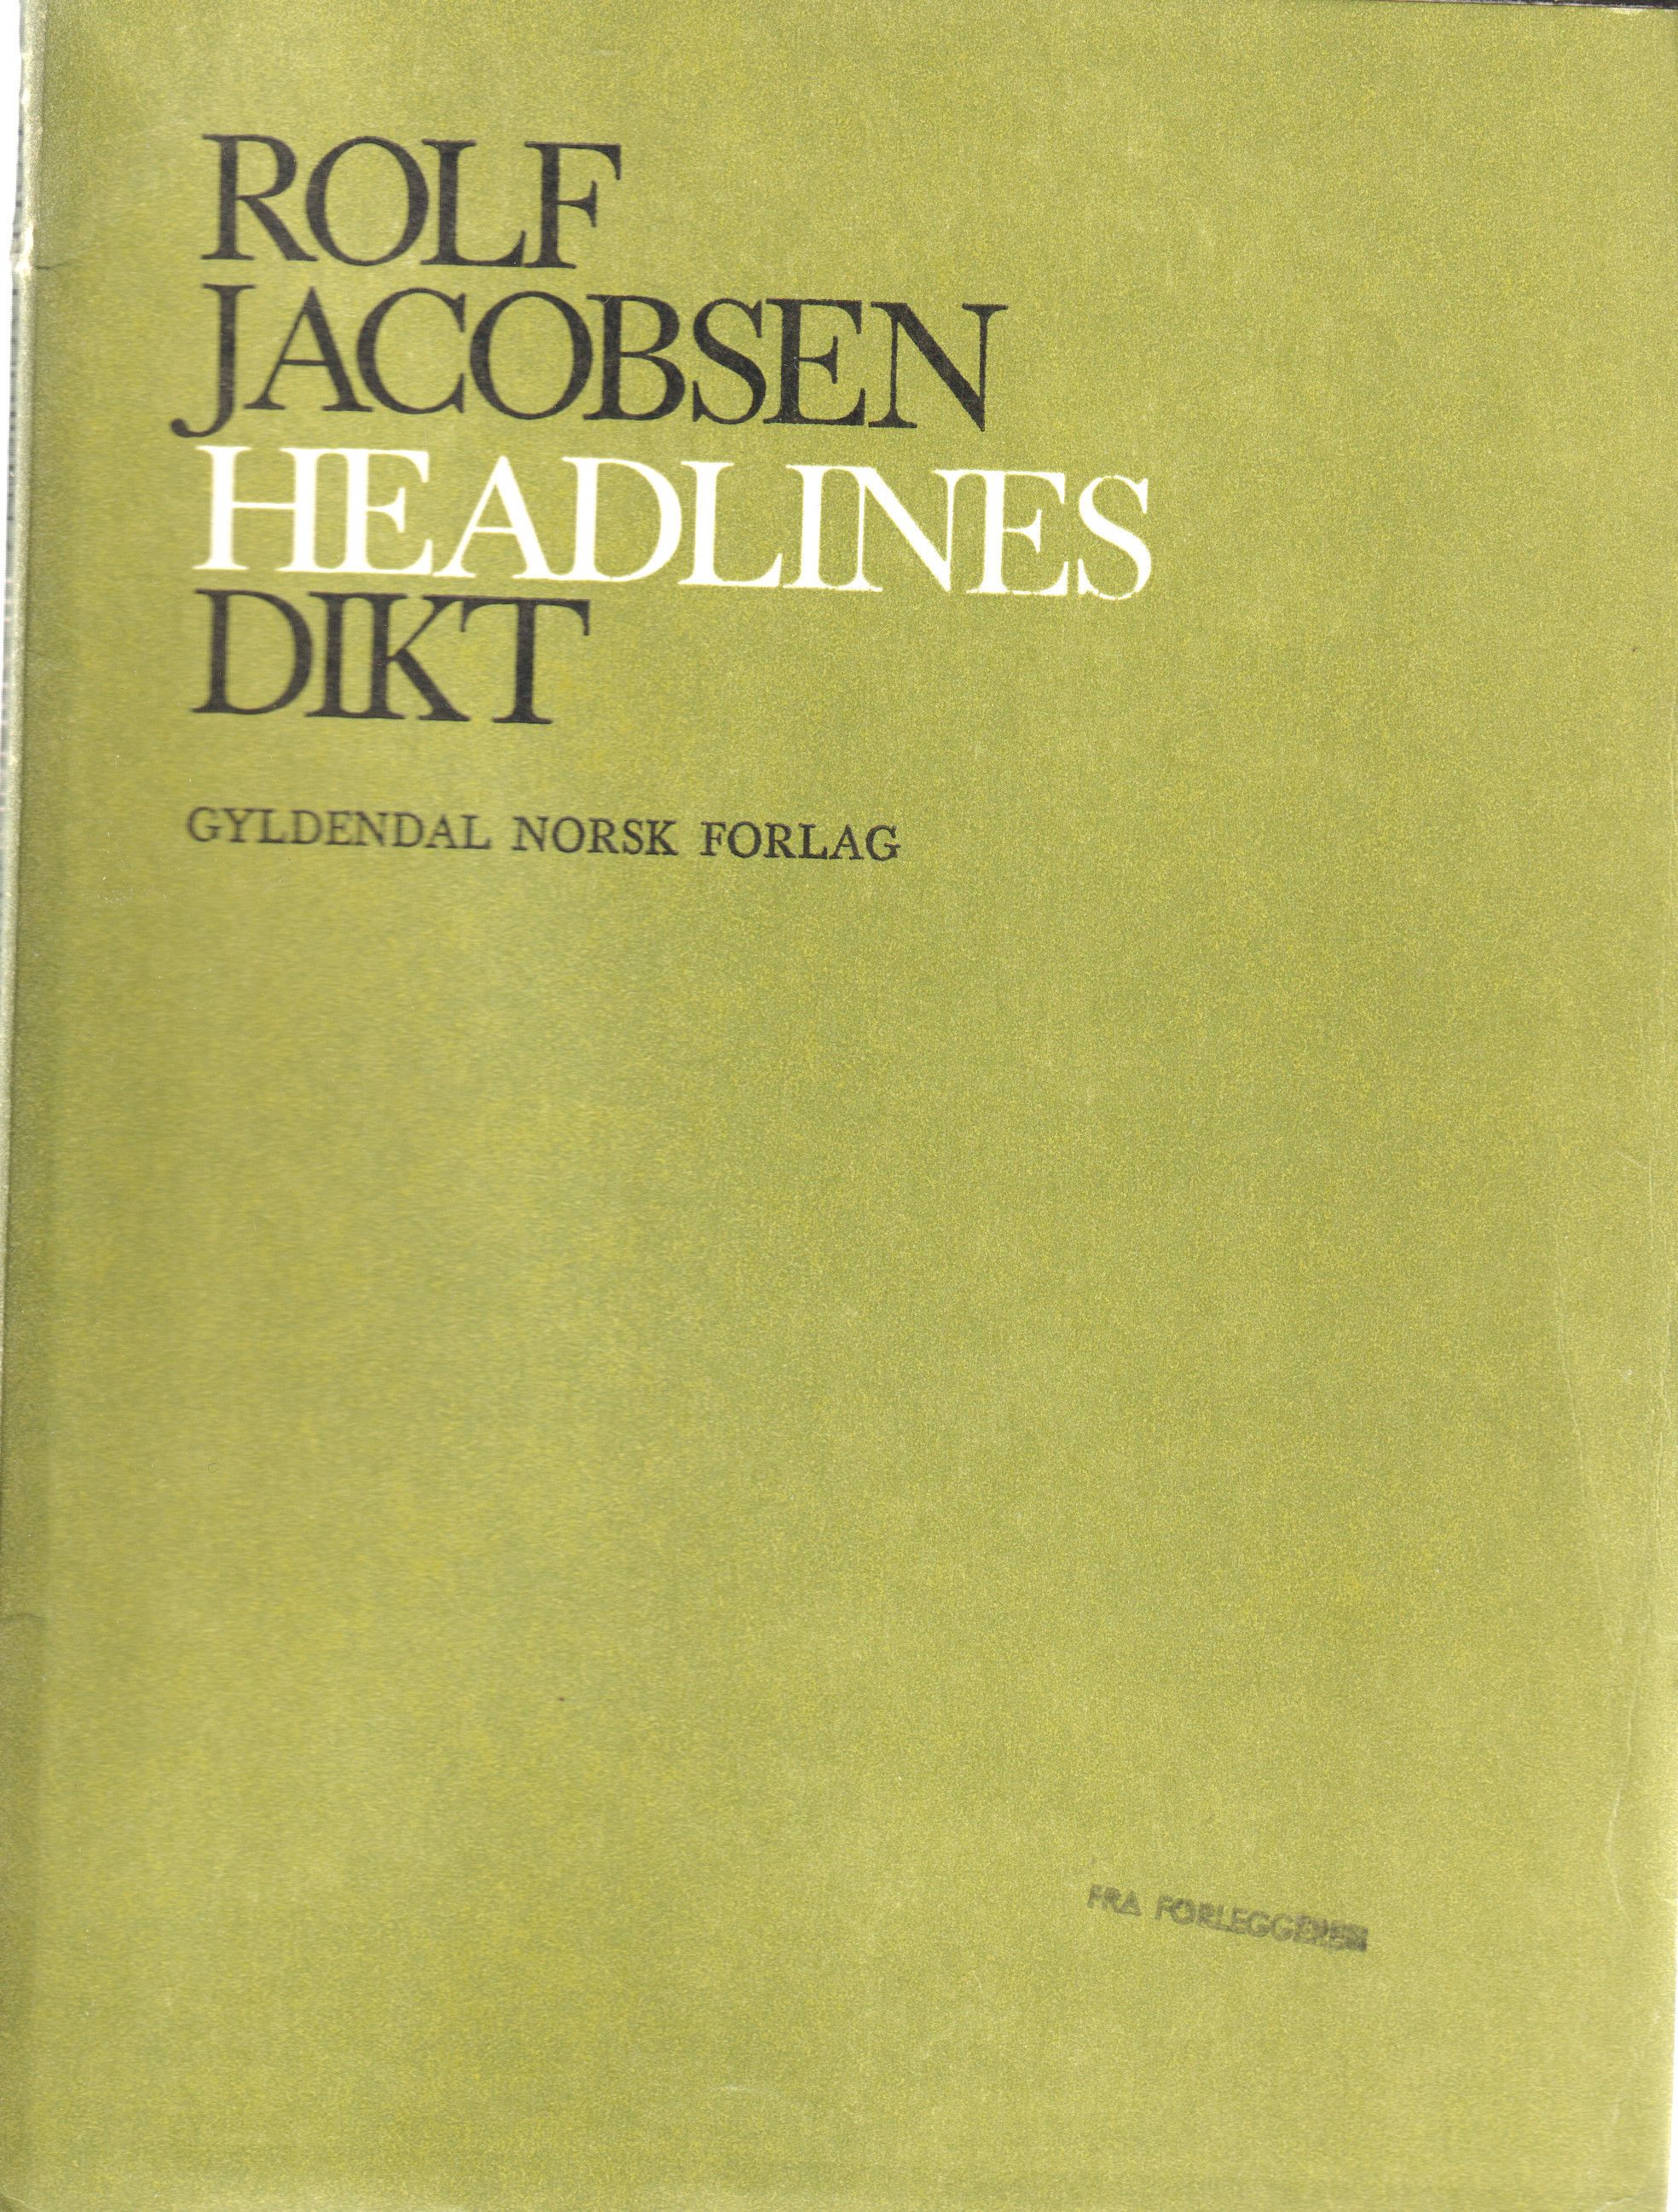 ROLF
JACOBSEN
HEADLINES
DIKT
GYLDENDAL NORSK FORLAG
FRA FORLEGGEREN